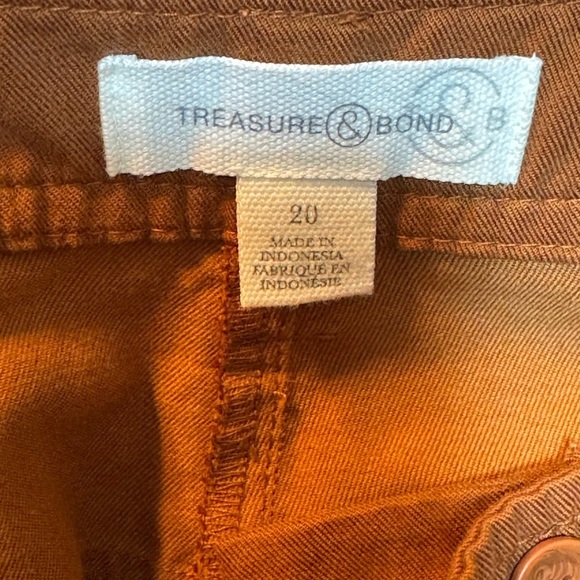 TREASURE & BOND
& B
20
MADE IN
INDONESIA
FABRIQUE EN
INDONÉSIE